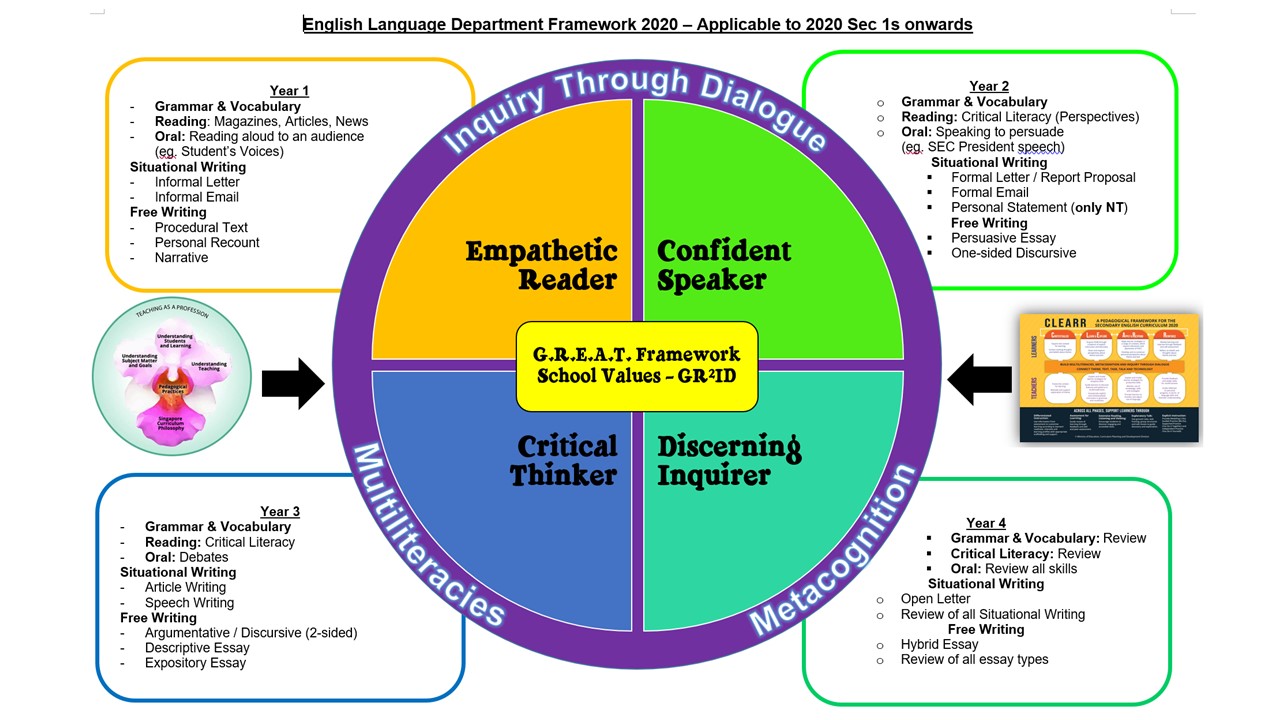 English Language Department Framework 2020 – Applicable to 2020 Sec 1s onwards
Year 1
- Grammar & Vocabulary
- Reading: Magazines, Articles, News
- Oral: Reading aloud to an audience
(eg. Student's Voices)
Situational Writing
- Informal Letter
- Informal Email
Free Writing
- Procedural Text
- Personal Recount
- Narrative
Year 2
o Grammar & Vocabulary
o Reading: Critical Literacy (Perspectives)
o Oral: Speaking to persuade
(eg. SEC President speech)
Situational Writing
▪ Formal Letter / Report Proposal
▪ Formal Email
▪ Personal Statement (only NT)
Free Writing
▪ Persuasive Essay
▪ One-sided Discursive
Inquiry Through Dialogue
Empathetic
Reader
Confident
Speaker
G.R.E.A.T. Framework
School Values – GR²ID
Critical
Thinker
Discerning
Inquirer
Multiliteracies
Metacognition
TEACHING AS A PROFESSION
Understanding
Students
and Learning
Understanding
Subject Matter
and Goals
Understanding
Teaching
Pedagogical
Practices
Singapore
Curriculum
Philosophy
CLEARR
A PEDAGOGICAL FRAMEWORK FOR THE
SECONDARY ENGLISH CURRICULUM 2020
LEARNERS
TEACHERS
ACROSS ALL PHASES, SUPPORT LEARNERS THROUGH
Year 3
- Grammar & Vocabulary
- Reading: Critical Literacy
- Oral: Debates
Situational Writing
- Article Writing
- Speech Writing
Free Writing
- Argumentative / Discursive (2-sided)
- Descriptive Essay
- Expository Essay
Year 4
▪ Grammar & Vocabulary: Review
▪ Critical Literacy: Review
▪ Oral: Review all skills
Situational Writing
o Open Letter
o Review of all Situational Writing
Free Writing
o Hybrid Essay
o Review of all essay types